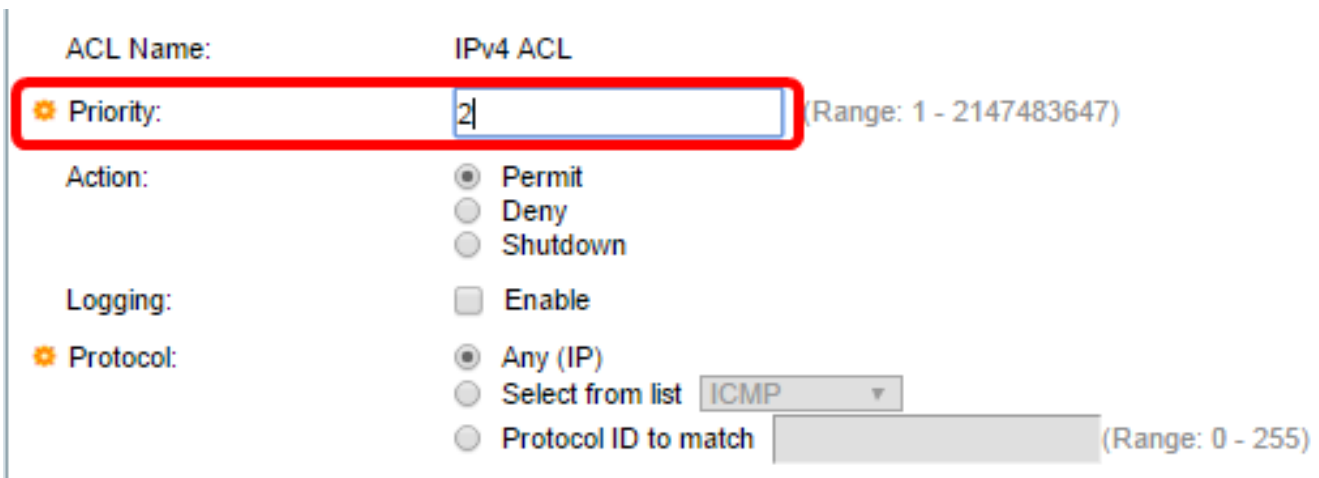 ACL Name: IPv4 ACL
Priority: 2 (Range: 1 - 2147483647)
Action: Permit
Deny
Shutdown
Logging: Enable
Protocol: Any (IP)
Select from list ICMP
Protocol ID to match (Range: 0 - 255)